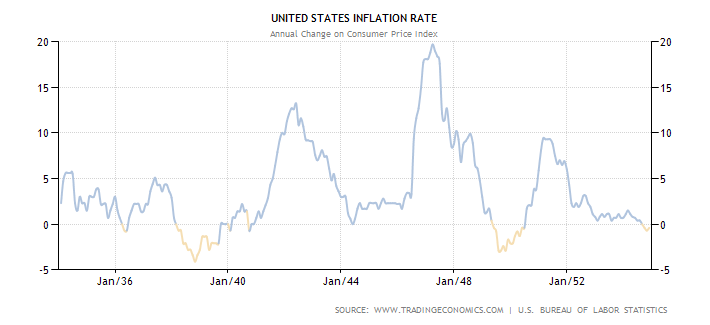 UNITED STATES INFLATION RATE
Annual Change on Consumer Price Index
20 20
15 15
10 10
5 5
0 0
-5 -5
Jan/36 Jan/40 Jan/44 Jan/48 Jan/52
SOURCE: WWW.TRADINGECONOMICS.COM | U.S. BUREAU OF LABOR STATISTICS